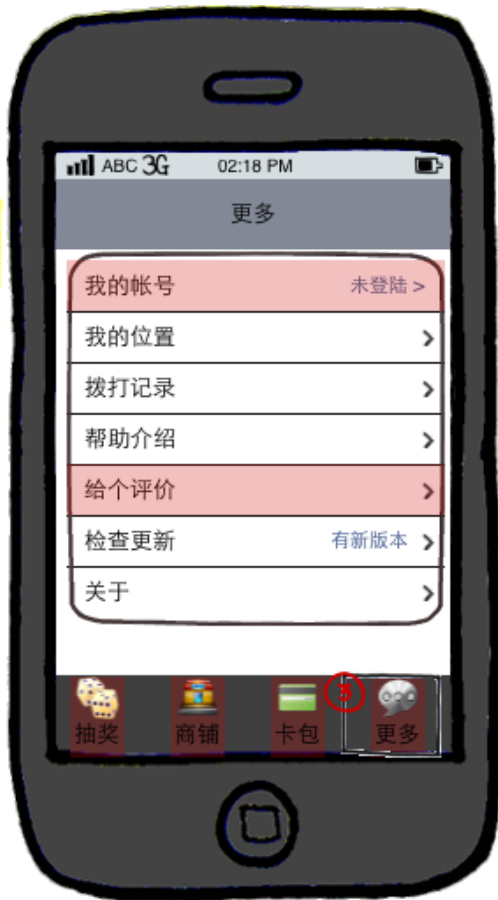 ABC 3G 02:18 PM
更多
我的帐号 未登陆 >
我的位置
拨打记录
帮助介绍
给个评价
检查更新 有新版本
关于
3
抽奖 商铺 卡包 更多